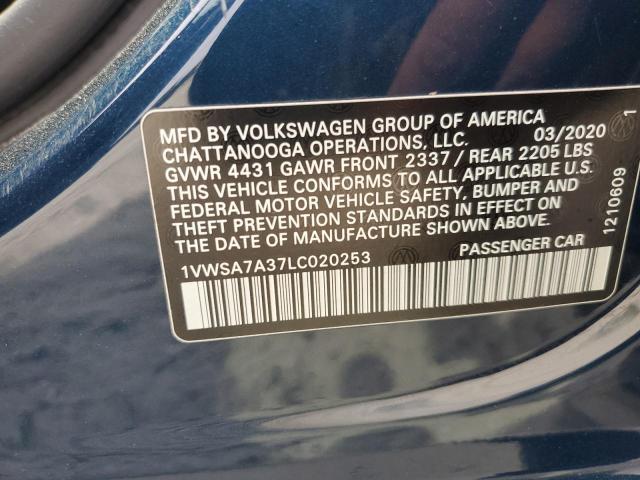 MFD BY VOLKSWAGEN GROUP OF AMERICA
CHATTANOOGA OPERATIONS, LLC. 03/2020
GVWR 4431 GAWR FRONT 2337 / REAR 2205 LBS
THIS VEHICLE CONFORMS TO ALL APPLICABLE U.S.
FEDERAL MOTOR VEHICLE SAFETY, BUMPER AND
THEFT PREVENTION STANDARDS IN EFFECT ON
THE DATE OF MANUFACTURE SHOWN ABOVE.
1VWSA7A37LC020253 PASSENGER CAR
1210609 1